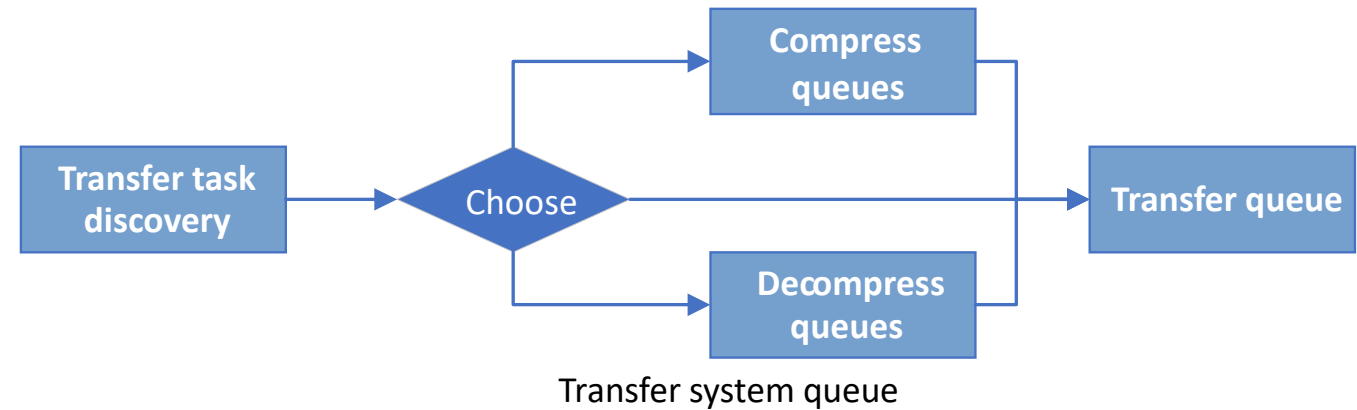 Compress
queues
Transfer task
discovery
Choose
Transfer queue
Decompress
queues
Transfer system queue